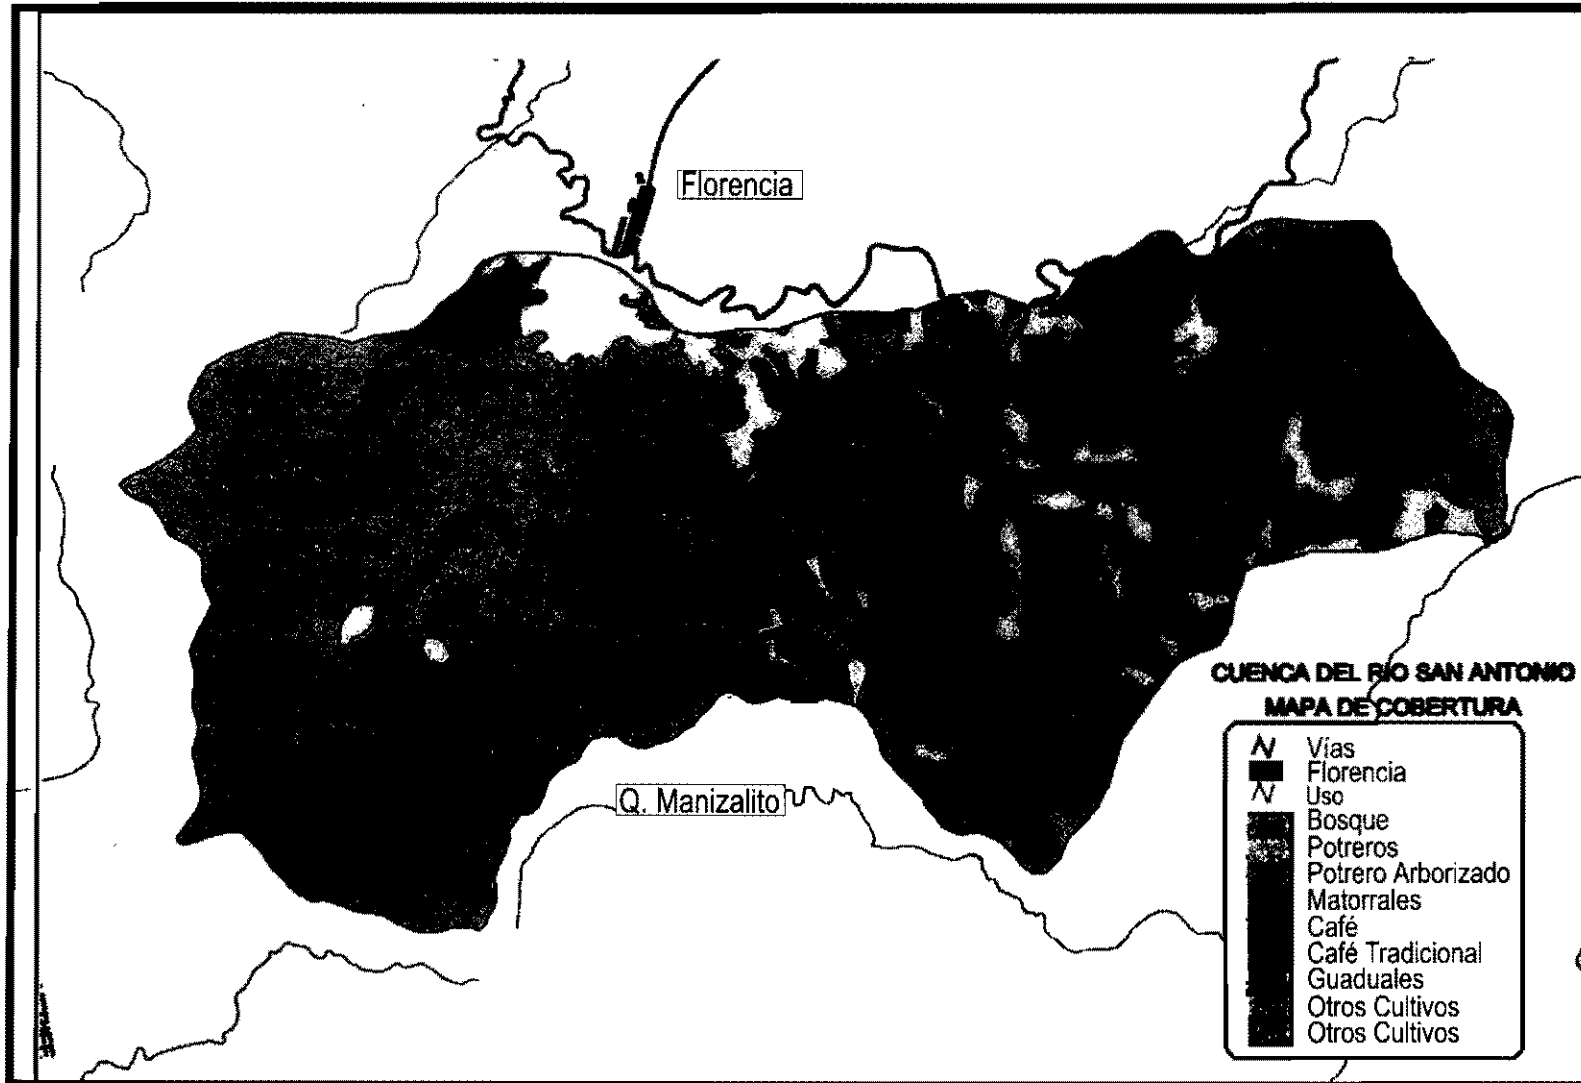 Florencia
CUENCA DEL RIO SAN ANTONIO
MAPA DE COBERTURA
Vías
Florencia
Uso
Bosque
Potreros
Potrero Arborizado
Matorrales
Café
Café Tradicional
Guaduales
Otros Cultivos
Otros Cultivos
Q. Manizalito